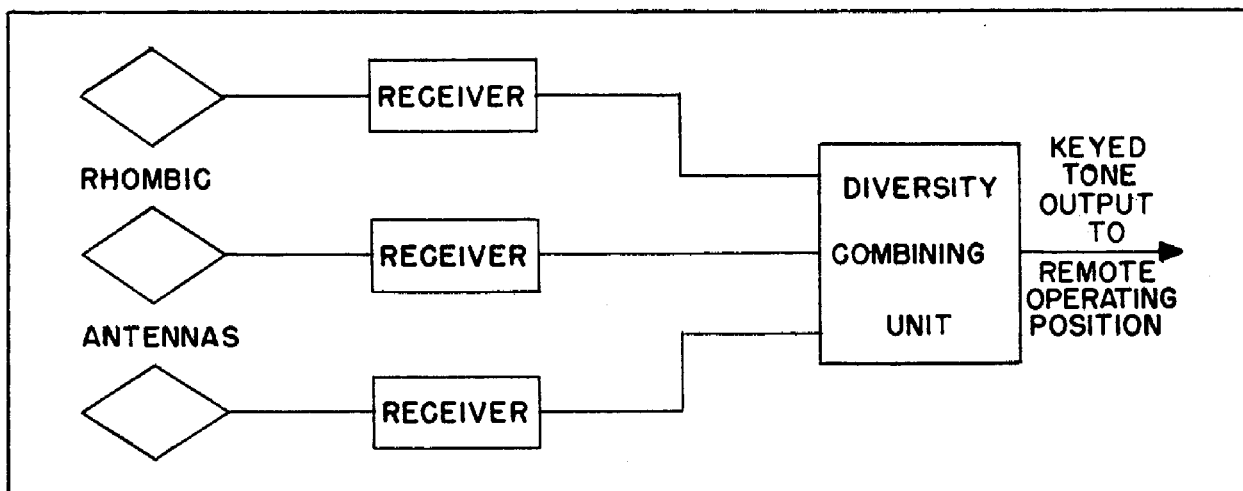 RECEIVER
RHOMBIC
RECEIVER
ANTENNAS
RECEIVER
DIVERSITY
COMBINING
UNIT
KEYED
TONE
OUTPUT
TO
REMOTE
OPERATING
POSITION